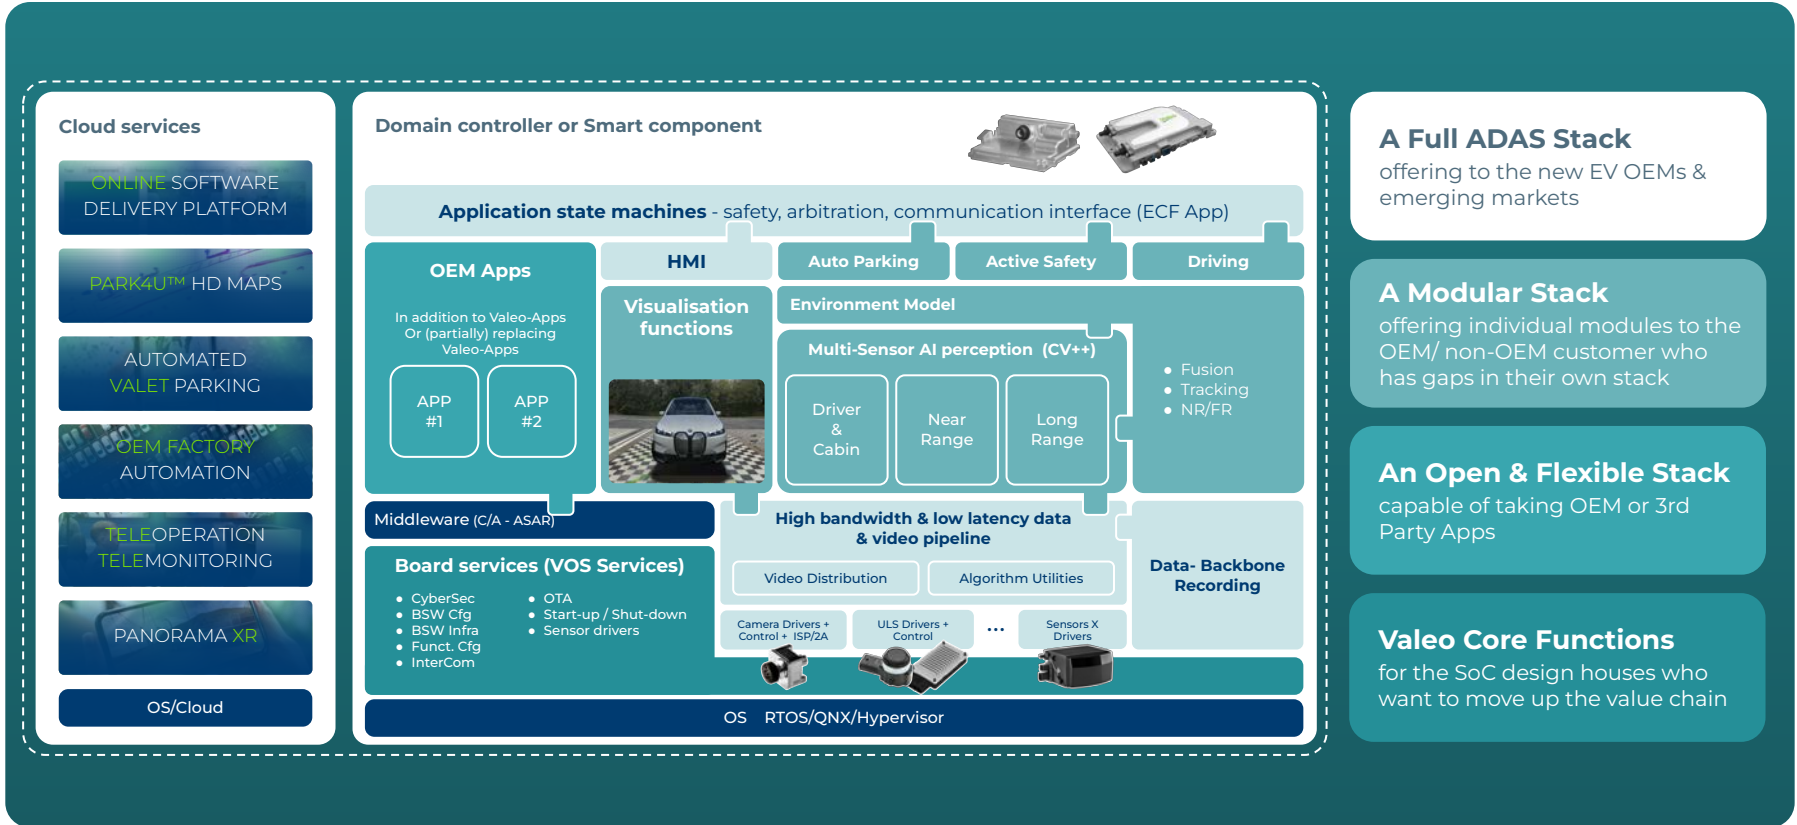 Cloud services
ONLINE SOFTWARE
DELIVERY PLATFORM
PARK4U™ HD MAPS
AUTOMATED
VALET PARKING
OEM FACTORY
AUTOMATION
TELEOPERATION
TELEMONITORING
PANORAMA XR
OS/Cloud
Domain controller or Smart component
Application state machines - safety, arbitration, communication interface (ECF App)
OEM Apps
In addition to Valeo-Apps
Or (partially) replacing
Valeo-Apps
APP
#1
APP
#2
HMI
Auto Parking
Active Safety
Driving
Visualisation
functions
Environment Model
Multi-Sensor AI perception (CV++)
Driver
&
Cabin
Near
Range
Long
Range
● Fusion
● Tracking
● NR/FR
Middleware (C/A - ASAR)
High bandwidth & low latency data
& video pipeline
Video Distribution
Algorithm Utilities
Data- Backbone
Recording
Board services (VOS Services)
● CyberSec
● BSW Cfg
● BSW Infra
● Funct. Cfg
● InterCom
● OTA
● Start-up / Shut-down
● Sensor drivers
Camera Drivers +
Control + ISP/2A
ULS Drivers +
Control
...
Sensors X
Drivers
OS RTOS/QNX/Hypervisor
A Full ADAS Stack
offering to the new EV OEMs &
emerging markets
A Modular Stack
offering individual modules to the
OEM/ non-OEM customer who
has gaps in their own stack
An Open & Flexible Stack
capable of taking OEM or 3rd
Party Apps
Valeo Core Functions
for the SoC design houses who
want to move up the value chain